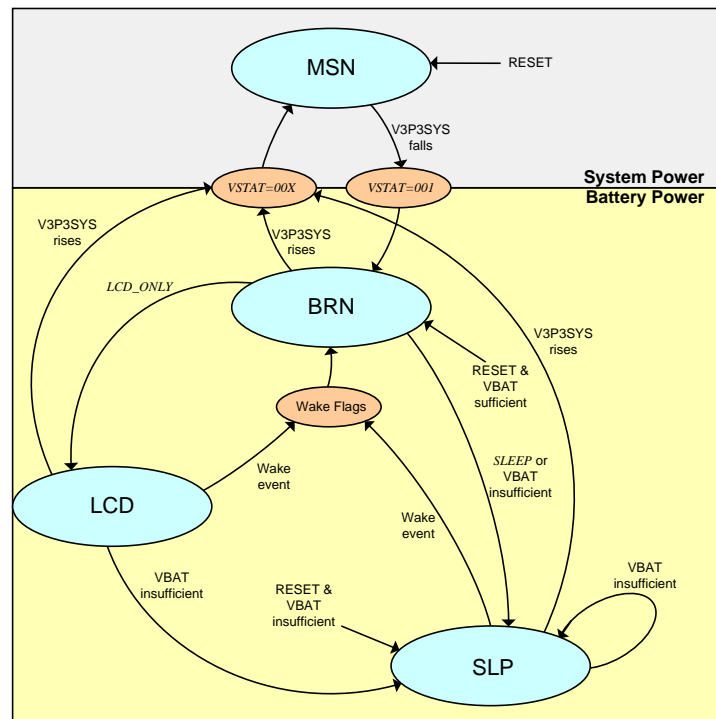 MSN
RESET
V3P3SYS
falls
VSTAT=00X
VSTAT=001
System Power
Battery Power
V3P3SYS
rises
V3P3SYS
rises
LCD_ONLY
BRN
V3P3SYS
rises
RESET &
VBAT
sufficient
Wake Flags
SLEEP or
VBAT
insufficient
Wake
event
LCD
Wake
event
VBAT
insufficient
RESET &
VBAT
insufficient
VBAT
insufficient
SLP